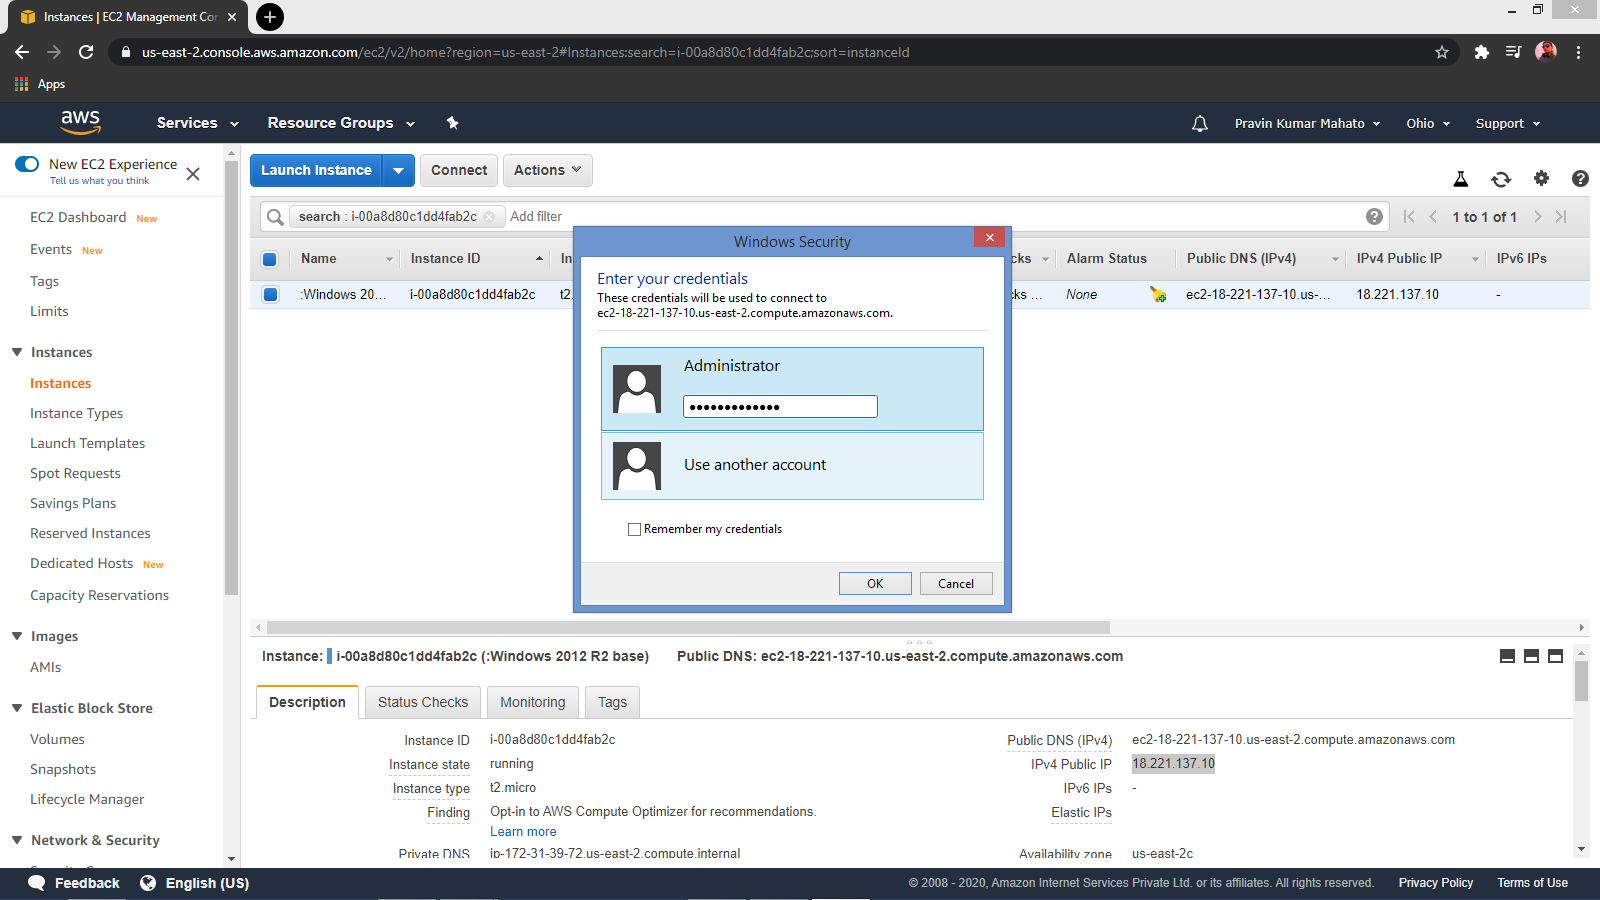 Instances | EC2 Management Con
us-east-2.console.aws.amazon.com/ec2/v2/home?region=us-east-2#Instances:search=i-00a8d80c1dd4fab2c;sort=instanceId
Apps
aws
Services
Resource Groups
Pravin Kumar Mahato
Ohio
Support
New EC2 Experience
Tell us what you think
EC2 Dashboard New
Events New
Tags
Limits
Instances
Instances
Instance Types
Launch Templates
Spot Requests
Savings Plans
Reserved Instances
Dedicated Hosts New
Capacity Reservations
Images
AMIs
Elastic Block Store
Volumes
Snapshots
Lifecycle Manager
Network & Security
Launch Instance
Connect
Actions
search : i-00a8d80c1dd4fab2c
Add filter
1 to 1 of 1
Name
Instance ID
In
cks
Alarm Status
Public DNS (IPv4)
IPv4 Public IP
IPv6 IPs
:Windows 20...
i-00a8d80c1dd4fab2c
t2.
cks ...
None
ec2-18-221-137-10.us-...
18.221.137.10
-
Windows Security
Enter your credentials
These credentials will be used to connect to
ec2-18-221-137-10.us-east-2.compute.amazonaws.com.
Administrator
•••••••••••••
Use another account
Remember my credentials
OK
Cancel
Instance: i-00a8d80c1dd4fab2c (:Windows 2012 R2 base)
Public DNS: ec2-18-221-137-10.us-east-2.compute.amazonaws.com
Description
Status Checks
Monitoring
Tags
Instance ID i-00a8d80c1dd4fab2c
Instance state running
Instance type t2.micro
Finding Opt-in to AWS Compute Optimizer for recommendations.
Learn more
Private DNS ip-172-31-39-72.us-east-2.compute.internal
Public DNS (IPv4) ec2-18-221-137-10.us-east-2.compute.amazonaws.com
IPv4 Public IP 18.221.137.10
IPv6 IPs -
Elastic IPs
Availability zone us-east-2c
Feedback
English (US)
© 2008 - 2020, Amazon Internet Services Private Ltd. or its affiliates. All rights reserved.
Privacy Policy
Terms of Use